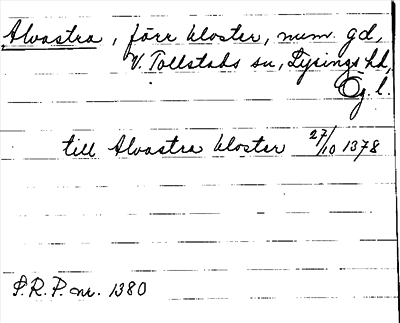 Alvastra, förr kloster, num. gd,
V. Tollstads sn, Lysings hd,
Ög. l.
till Alvastra kloster 27/10 1378
S.R.P. nr. 1380